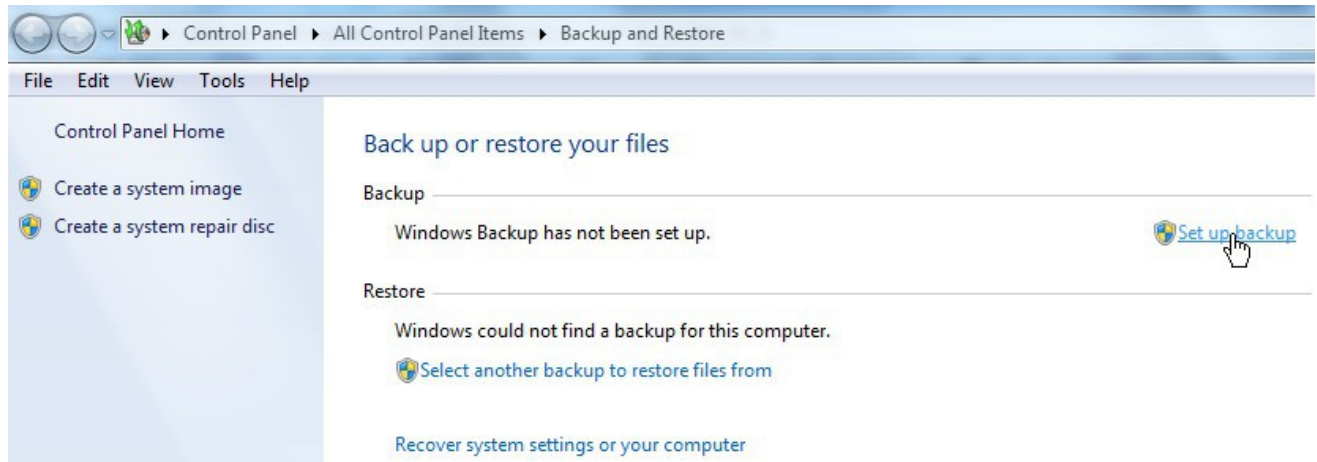 Control Panel ▸ All Control Panel Items ▸ Backup and Restore
File Edit View Tools Help
Control Panel Home
Create a system image
Create a system repair disc
Back up or restore your files
Backup
Windows Backup has not been set up.
Set up backup
Restore
Windows could not find a backup for this computer.
Select another backup to restore files from
Recover system settings or your computer